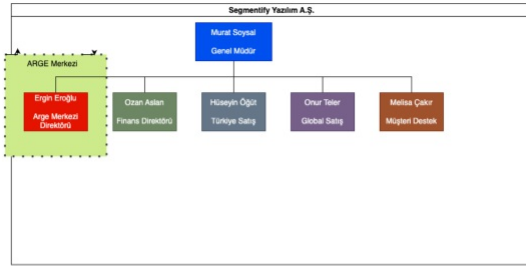 Segmentify Yazılım A.Ş.
Murat Soysal
Genel Müdür
ARGE Merkezi
Ergin Eroğlu
Arge Merkezi
Direktörü
Ozan Aslan
Finans Direktörü
Hüseyin Öğüt
Türkiye Satış
Onur Teler
Global Satış
Melisa Çakır
Müşteri Destek